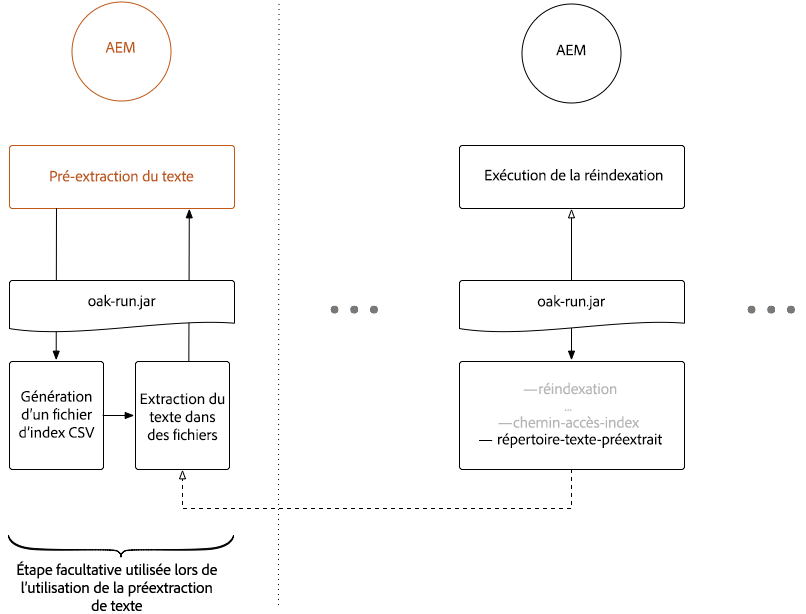 AEM
Pré-extraction du texte
oak-run.jar
Génération
d'un fichier
d'index CSV
Extraction du
texte dans
des fichiers
Étape facultative utilisée lors de
l'utilisation de la préextraction
de texte
AEM
Exécution de la réindexation
oak-run.jar
—réindexation
...
—chemin-accès-index
— répertoire-texte-préextrait